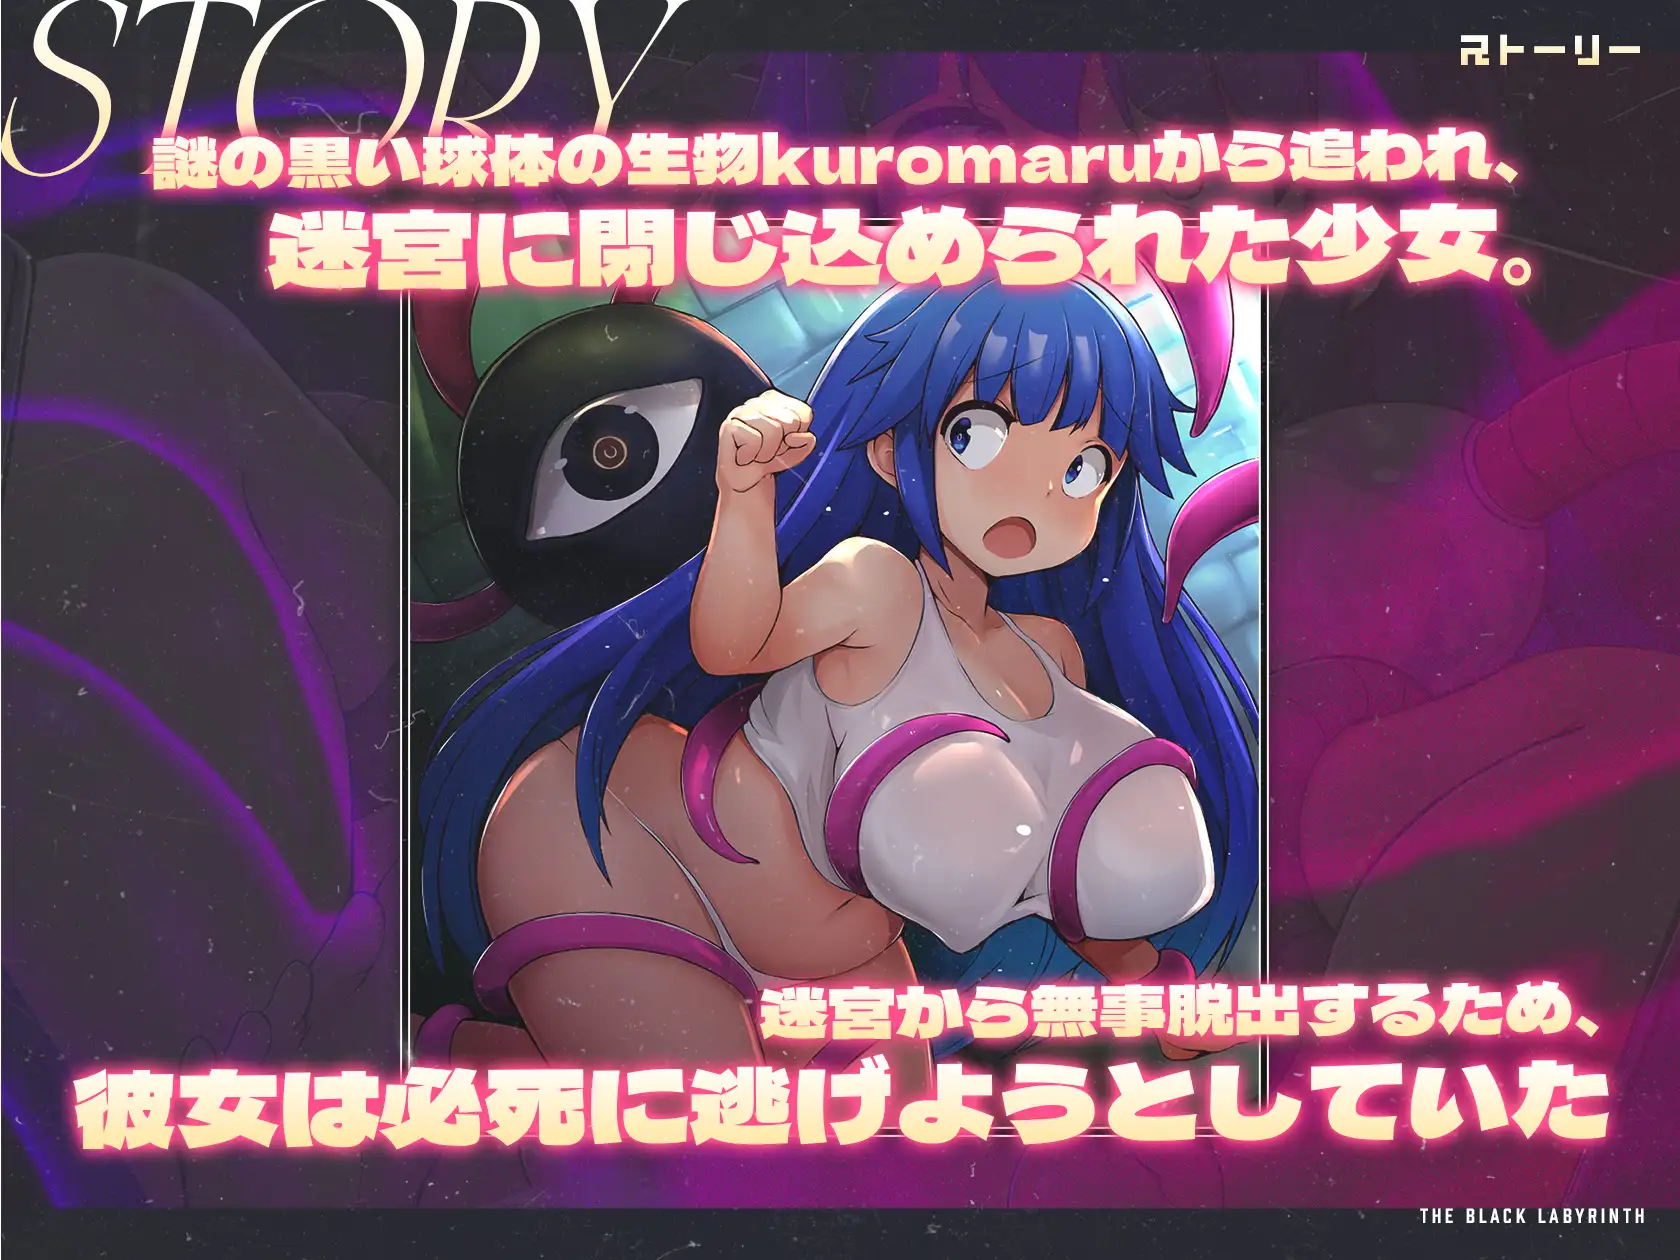 STORY
ストーリー
謎の黒い球体の生物kuromaruから追われ、
迷宮に閉じ込められた少女。
迷宮から無事脱出するため、
彼女は必死に逃げようとしていた
THE BLACK LABYRINTH